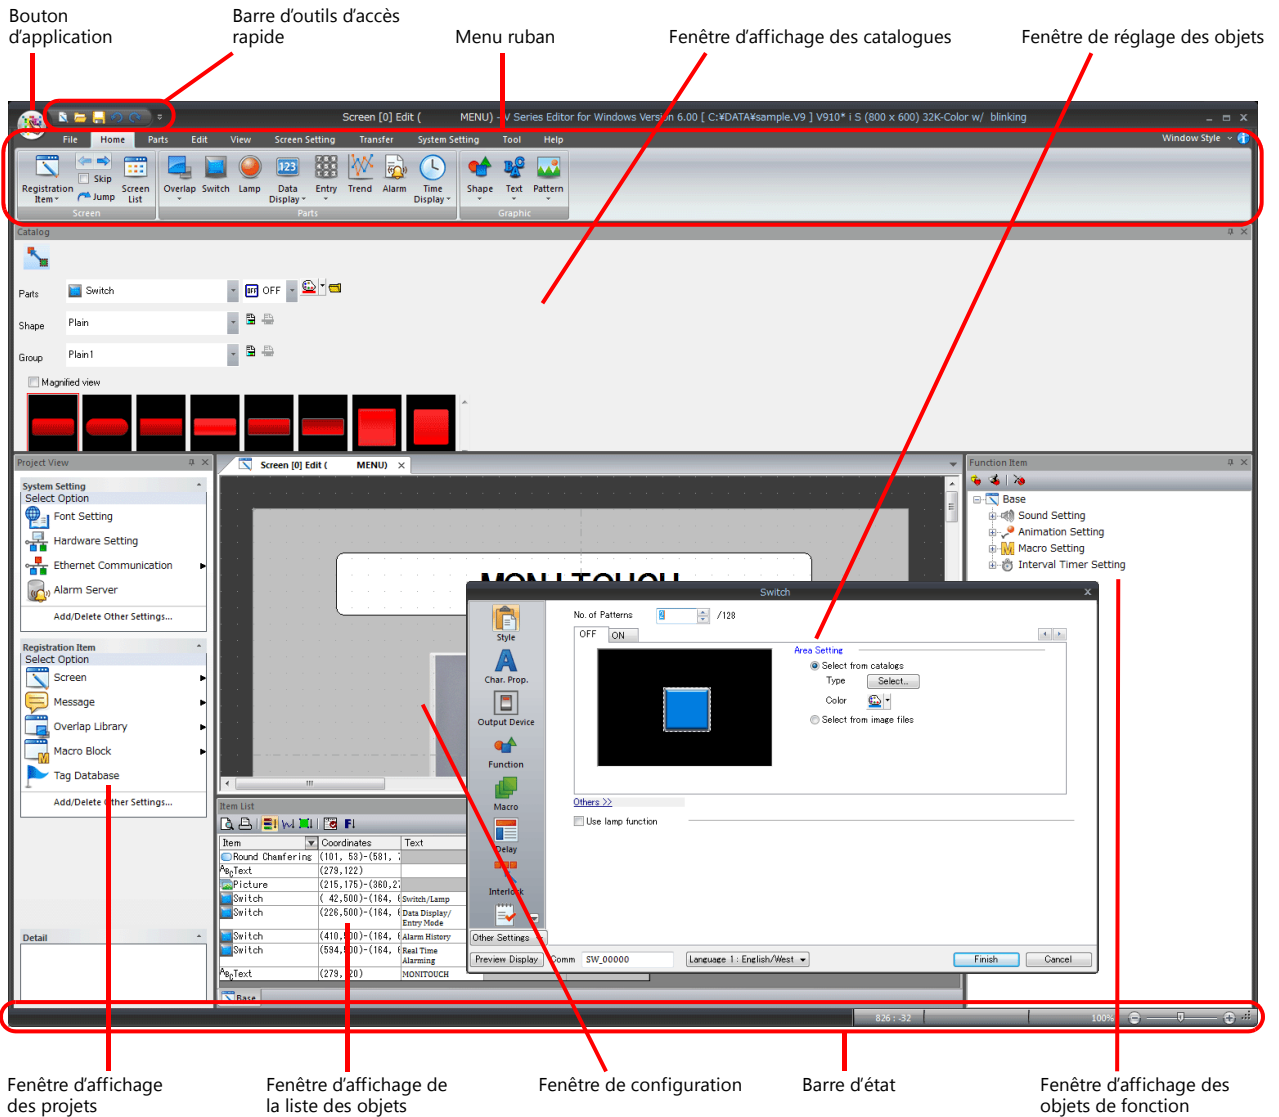 Bouton
d'application
Barre d'outils d'accès
rapide
Menu ruban
Fenêtre d'affichage des catalogues
Fenêtre de réglage des objets
Screen [0] Edit ( MENU) - V Series Editor for Windows Version 6.00 [ C:¥DATA¥sample.V9 ] V910* i S (800 x 600) 32K-Color w/ blinking
File Home Parts Edit View Screen Setting Transfer System Setting Tool Help Window Style
Registration
Item
Skip
Jump
Screen
List
Overlap Switch Lamp Data
Display
Entry Trend Alarm Time
Display
Shape Text Pattern
Screen Parts Graphic
Catalog
Parts Switch OFF OFF
Shape Plain
Group Plain1
Magnified view
Project View
System Setting
Select Option
Font Setting
Hardware Setting
Ethernet Communication
Alarm Server
Add/Delete Other Settings...
Registration Item
Select Option
Screen
Message
Overlap Library
Macro Block
Tag Database
Add/Delete Other Settings...
Detail
Screen [0] Edit ( MENU)
MONITOUCH
Item List
Item Coordinates Text
Round Chamfering (101, 53)-(581,
Text (279,122)
Picture (215,175)-(360,2
Switch ( 42,500)-(164, Switch/Lamp
Switch (226,500)-(164, Data Display/
Entry Mode
Switch (410,500)-(164, Alarm History
Switch (594,500)-(164, Real Time
Alarming
Text (279, 20) MONITOUCH
Base
Function Item
Base
Sound Setting
Animation Setting
Macro Setting
Interval Timer Setting
Switch
Style
Char. Prop.
Output Device
Function
Macro
Delay
Interlock
Other Settings
No. of Patterns 2 /128
OFF ON
Area Setting
Select from catalogs
Type Select...
Color
Select from image files
Others >>
Use lamp function
Preview Display Comm SW_00000 Language 1 : English/West Finish Cancel
826 : -32 100%
Fenêtre d'affichage
des projets
Fenêtre d'affichage de
la liste des objets
Fenêtre de configuration
Barre d'état
Fenêtre d'affichage des
objets de fonction